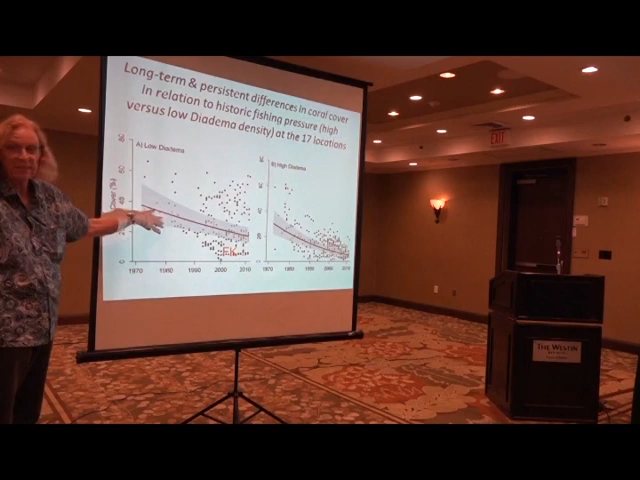 Long-term & persistent differences in coral cover
in relation to historic fishing pressure (high
versus low Diadema density) at the 17 locations
A) Low Diadema
B) High Diadema
1970 1980 1990 2000 2010
1970 1980 1990 2000 2010
EXIT
THE WESTIN